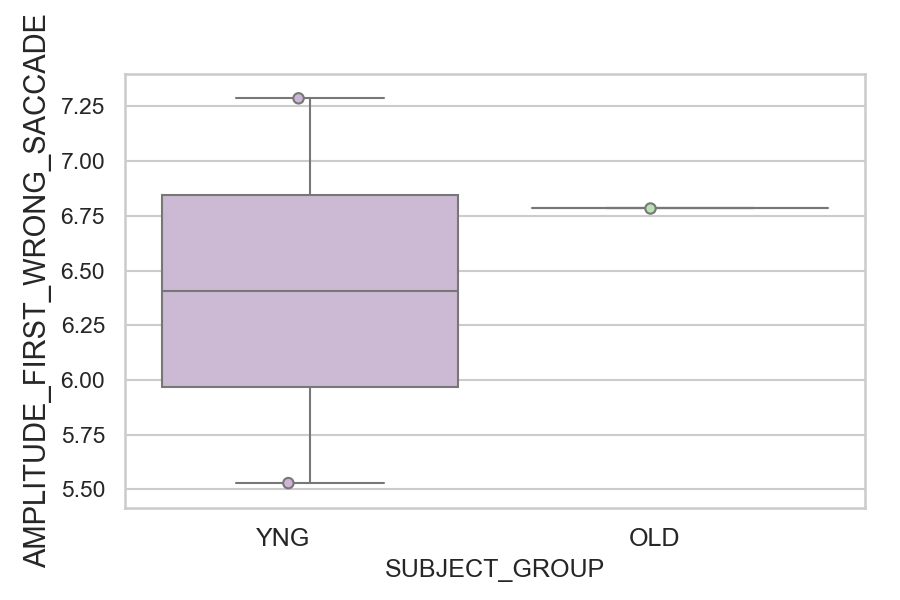 AMPLITUDE_FIRST_WRONG_SACCADE
7.25
7.00
6.75
6.50
6.25
6.00
5.75
5.50
YNG OLD
SUBJECT_GROUP